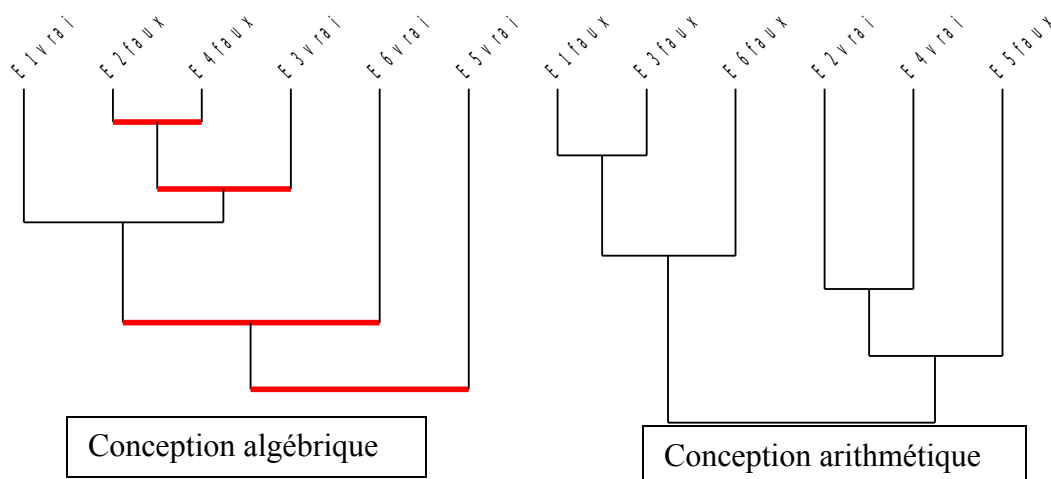 E1vrai
E2faux
E4faux
E3vrai
E6vrai
E5vrai
E1faux
E3faux
E6faux
E2vrai
E4vrai
E5faux
Conception algébrique
Conception arithmétique